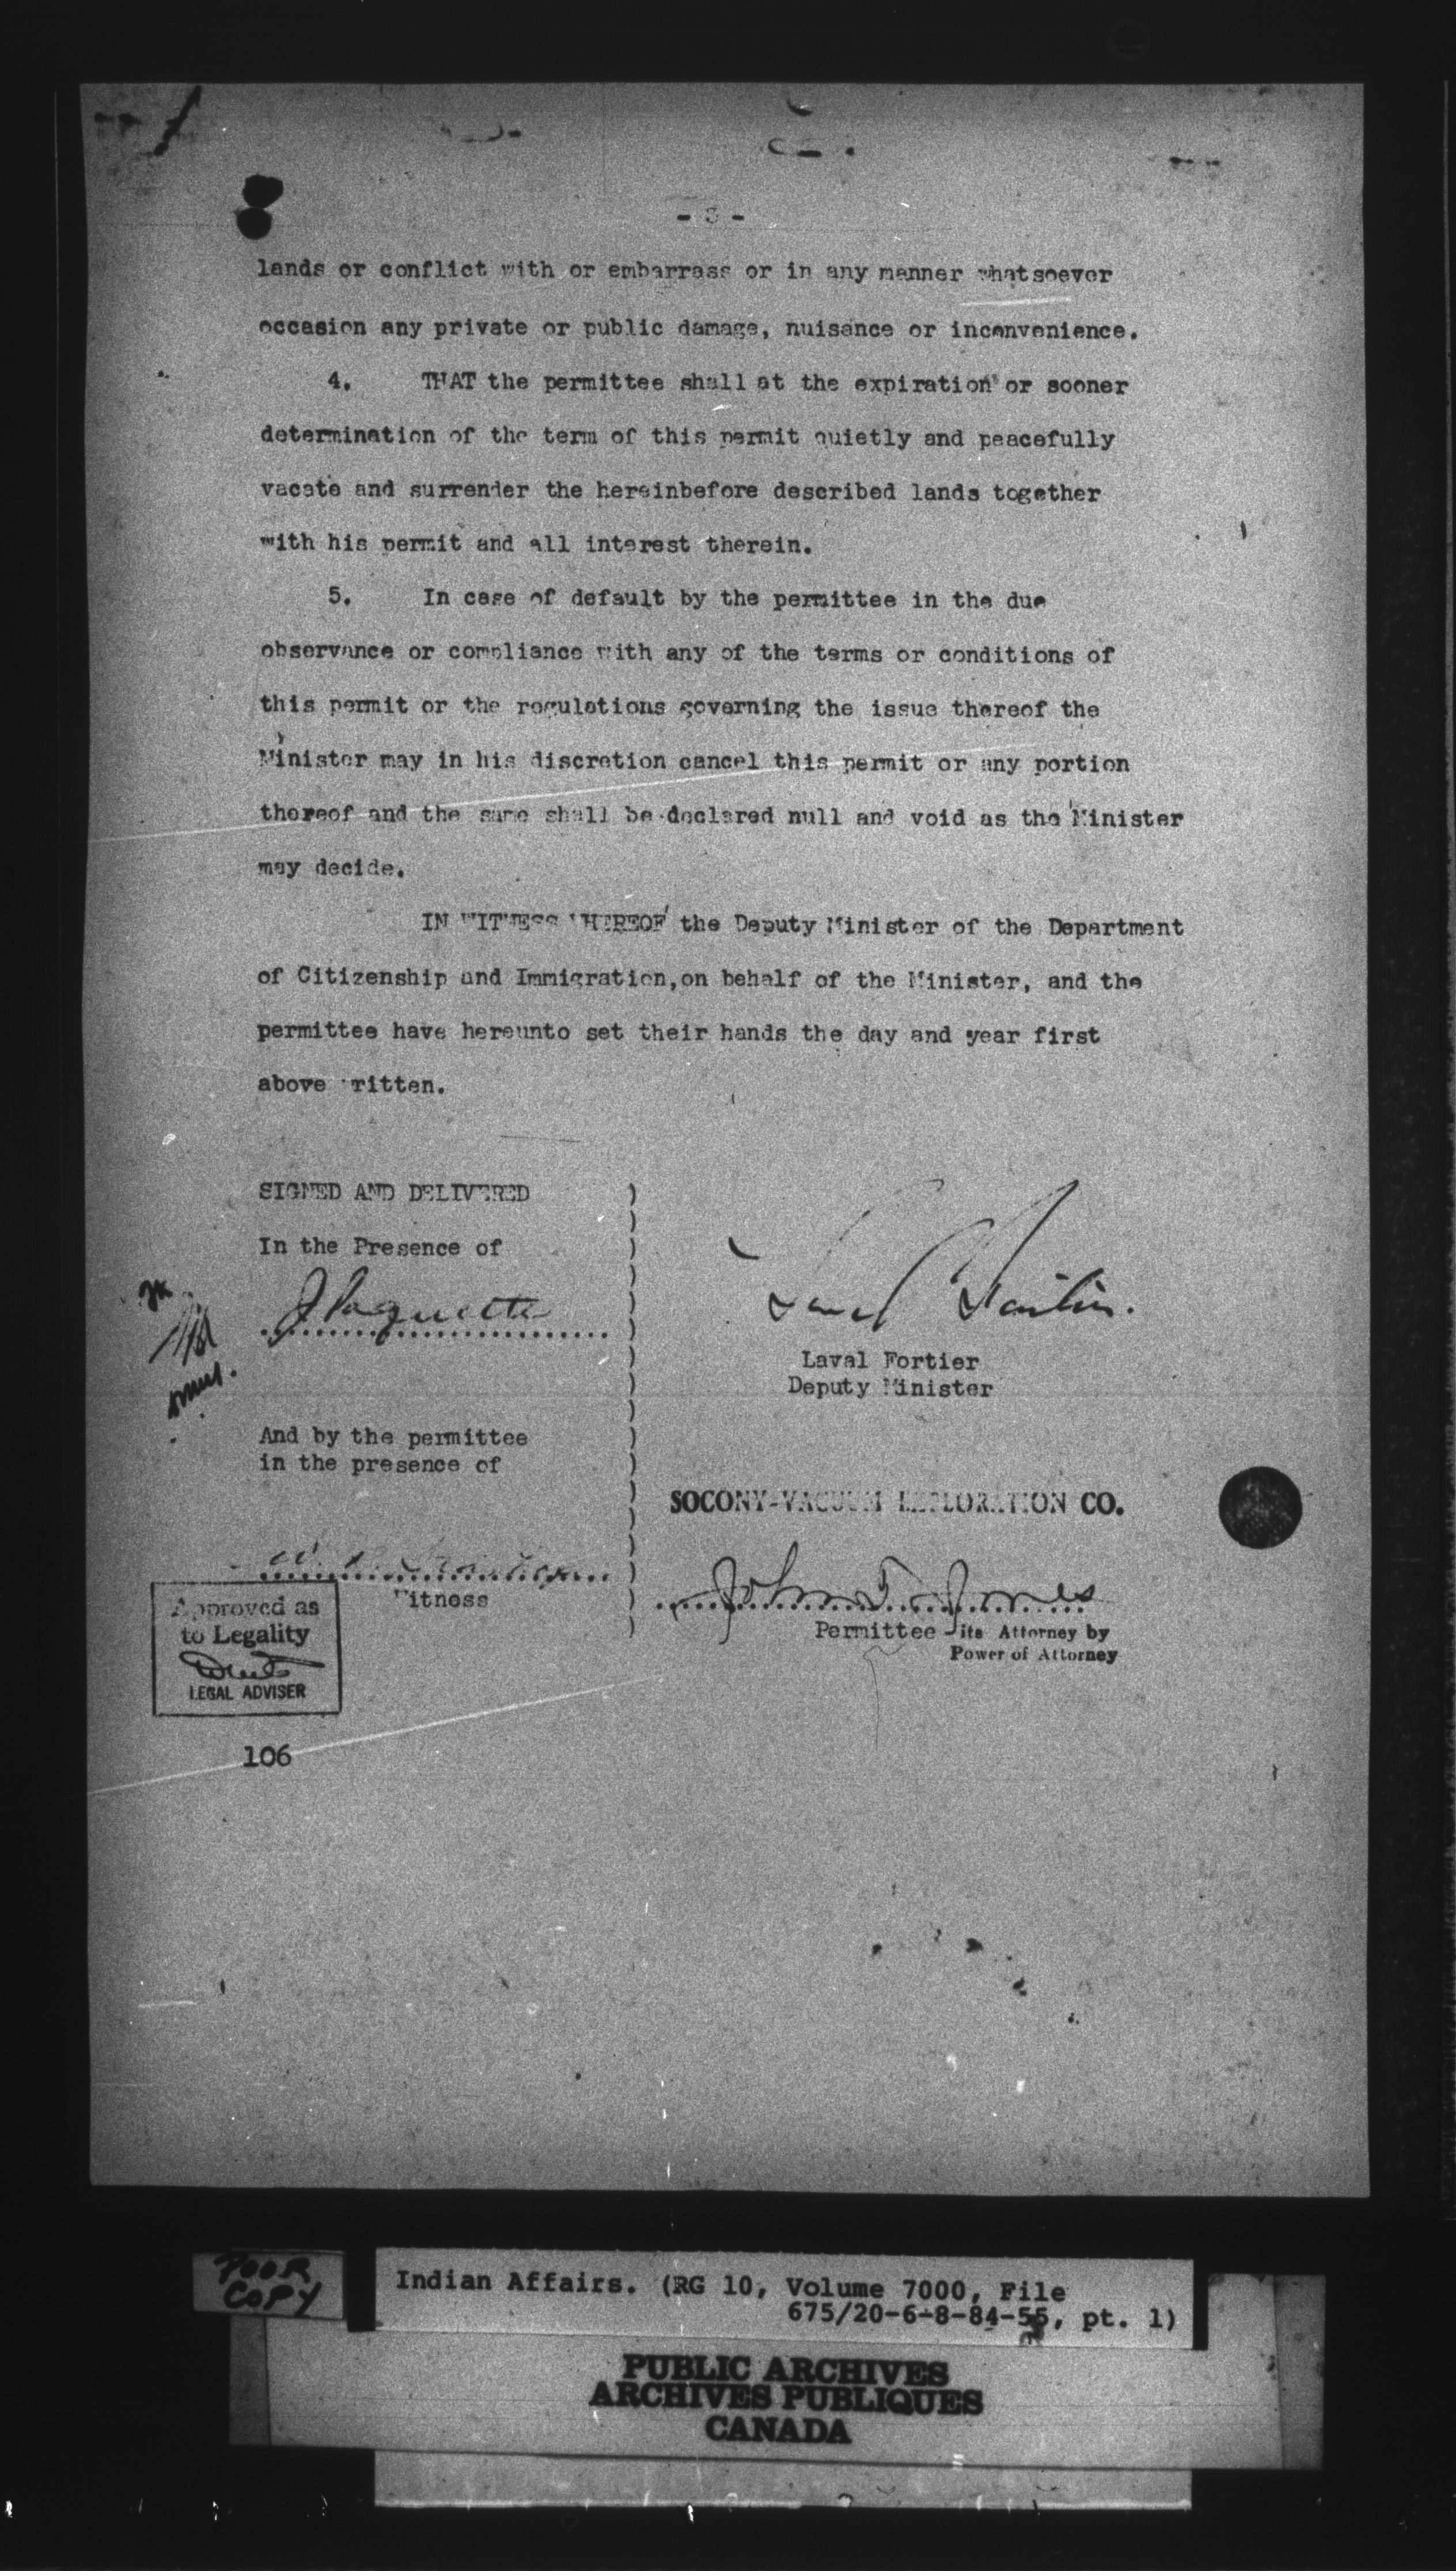 - 3 -
lands or conflict with or embarrass or in any manner whatsoever
occasion any private or public damage, nuisance or inconvenience.
4. THAT the permittee shall at the expiration or sooner
determination of the term of this permit quietly and peacefully
vacate and surrender the hereinbefore described lands together
with his permit and all interest therein.
5. In case of default by the permittee in the due
observance or compliance with any of the terms or conditions of
this permit or the regulations governing the issue thereof the
Minister may in his discretion cancel this permit or any portion
thereof and the same shall be declared null and void as the Minister
may decide.
IN WITNESS WHEREOF the Deputy Minister of the Department
of Citizenship and Immigration, on behalf of the Minister, and the
permittee have hereunto set their hands the day and year first
above written.
SIGNED AND DELIVERED
In the Presence of
J Paquette
Laval Fortier.
Laval Fortier
Deputy Minister
And by the permittee
in the presence of
SOCONY-VACUUM EXPLORATION CO.
John T. Jones
Witness
Permittee its Attorney by
Power of Attorney
Approved as
to Legality
LEGAL ADVISER
106
POOR
COPY
Indian Affairs. (RG 10, Volume 7000, File
675/20-6-8-84-55, pt. 1)
PUBLIC ARCHIVES
ARCHIVES PUBLIQUES
CANADA